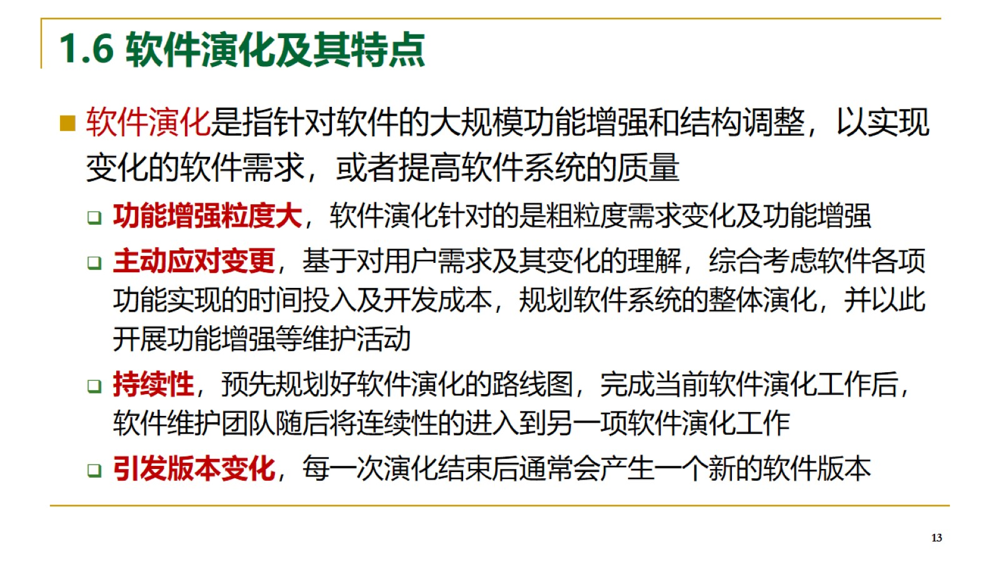 1.6 软件演化及其特点
软件演化是指针对软件的大规模功能增强和结构调整，以实现
变化的软件需求，或者提高软件系统的质量
功能增强粒度大，软件演化针对的是粗粒度需求变化及功能增强
主动应对变更，基于对用户需求及其变化的理解，综合考虑软件各项
功能实现的时间投入及开发成本，规划软件系统的整体演化，并以此
开展功能增强等维护活动
持续性，预先规划好软件演化的路线图，完成当前软件演化工作后，
软件维护团队随后将连续性的进入到另一项软件演化工作
引发版本变化，每一次演化结束后通常会产生一个新的软件版本
13